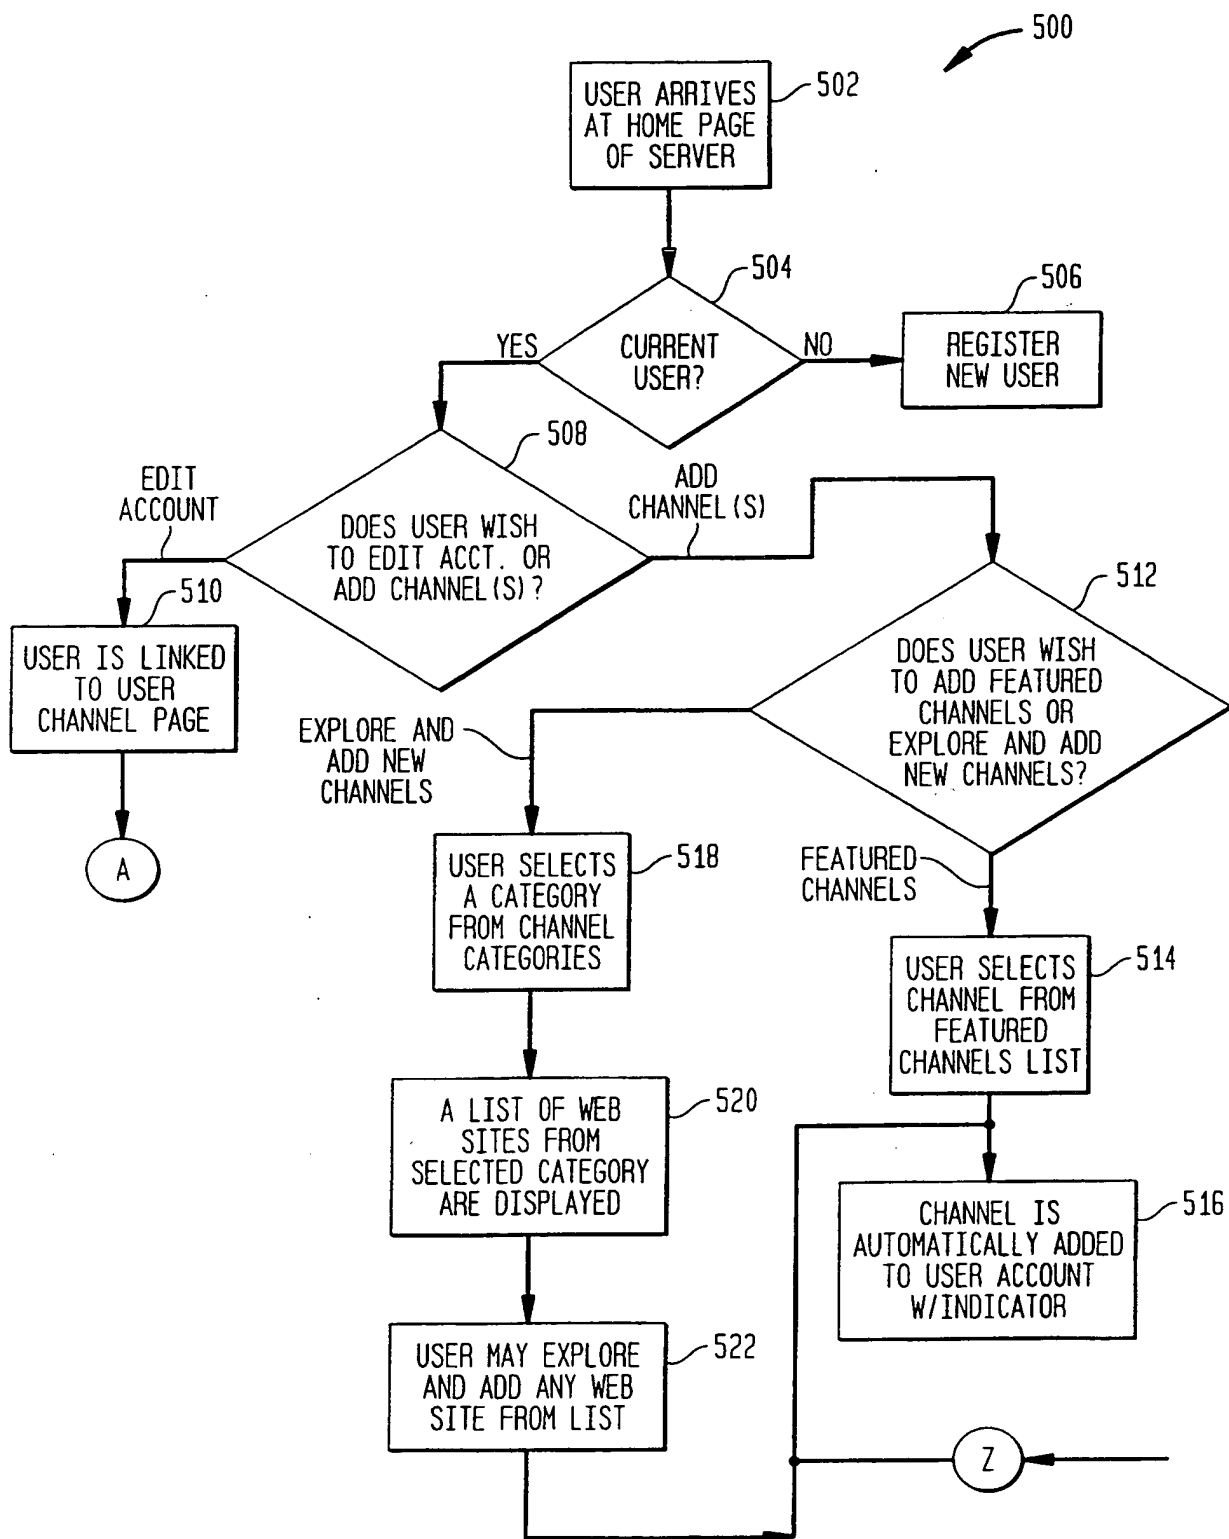 500
USER ARRIVES
AT HOME PAGE
OF SERVER
502
504
CURRENT
USER?
YES
NO
506
REGISTER
NEW USER
508
DOES USER WISH
TO EDIT ACCT. OR
ADD CHANNEL(S)?
EDIT
ACCOUNT
ADD
CHANNEL(S)
510
USER IS LINKED
TO USER
CHANNEL PAGE
A
512
DOES USER WISH
TO ADD FEATURED
CHANNELS OR
EXPLORE AND ADD
NEW CHANNELS?
EXPLORE AND
ADD NEW
CHANNELS
FEATURED
CHANNELS
518
USER SELECTS
A CATEGORY
FROM CHANNEL
CATEGORIES
514
USER SELECTS
CHANNEL FROM
FEATURED
CHANNELS LIST
520
A LIST OF WEB
SITES FROM
SELECTED CATEGORY
ARE DISPLAYED
516
CHANNEL IS
AUTOMATICALLY ADDED
TO USER ACCOUNT
W/INDICATOR
522
USER MAY EXPLORE
AND ADD ANY WEB
SITE FROM LIST
Z